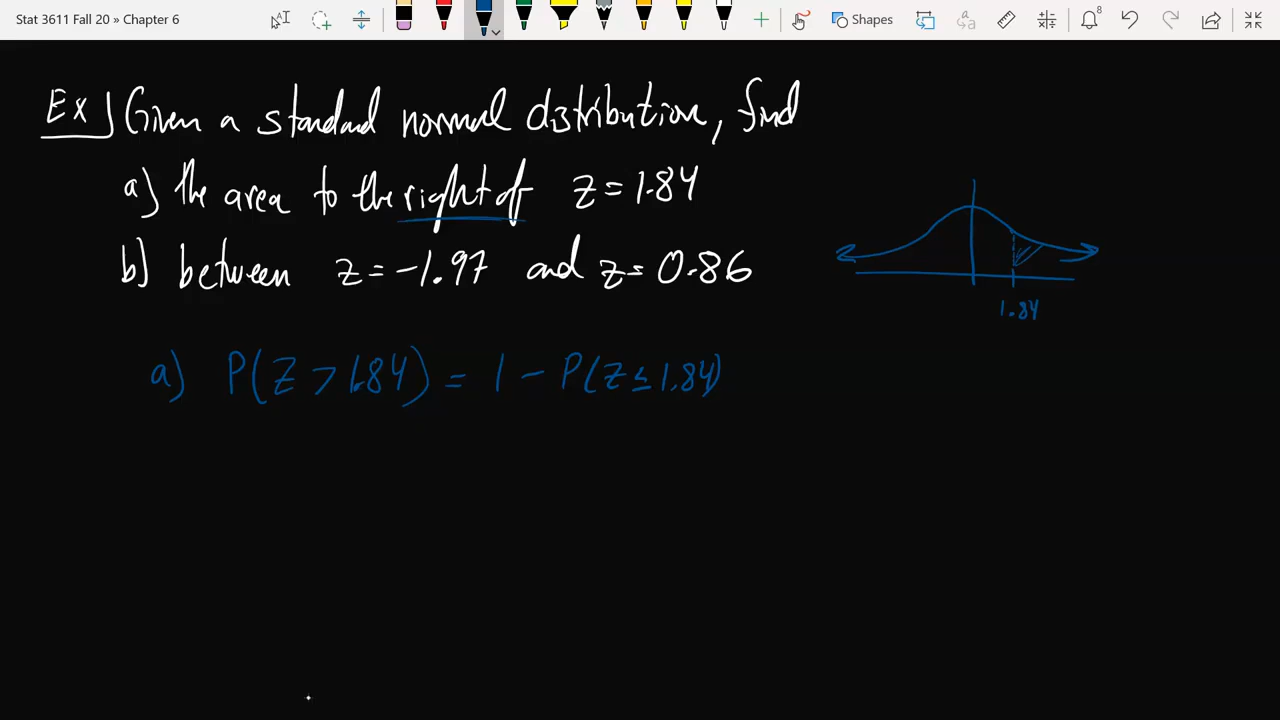 Stat 3611 Fall 20 » Chapter 6
Shapes
8
Ex) Given a standard normal distribution, find
a) the area to the right of z = 1.84
b) between z = -1.97 and z = 0.86
1.84
a) P(Z > 1.84) = 1 - P(Z ≤ 1.84)